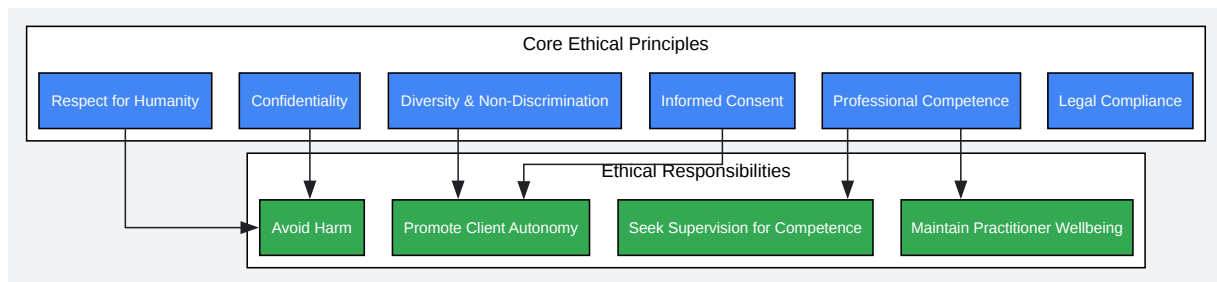 Core Ethical Principles
Respect for Humanity
Confidentiality
Diversity & Non-Discrimination
Informed Consent
Professional Competence
Legal Compliance
Ethical Responsibilities
Avoid Harm
Promote Client Autonomy
Seek Supervision for Competence
Maintain Practitioner Wellbeing